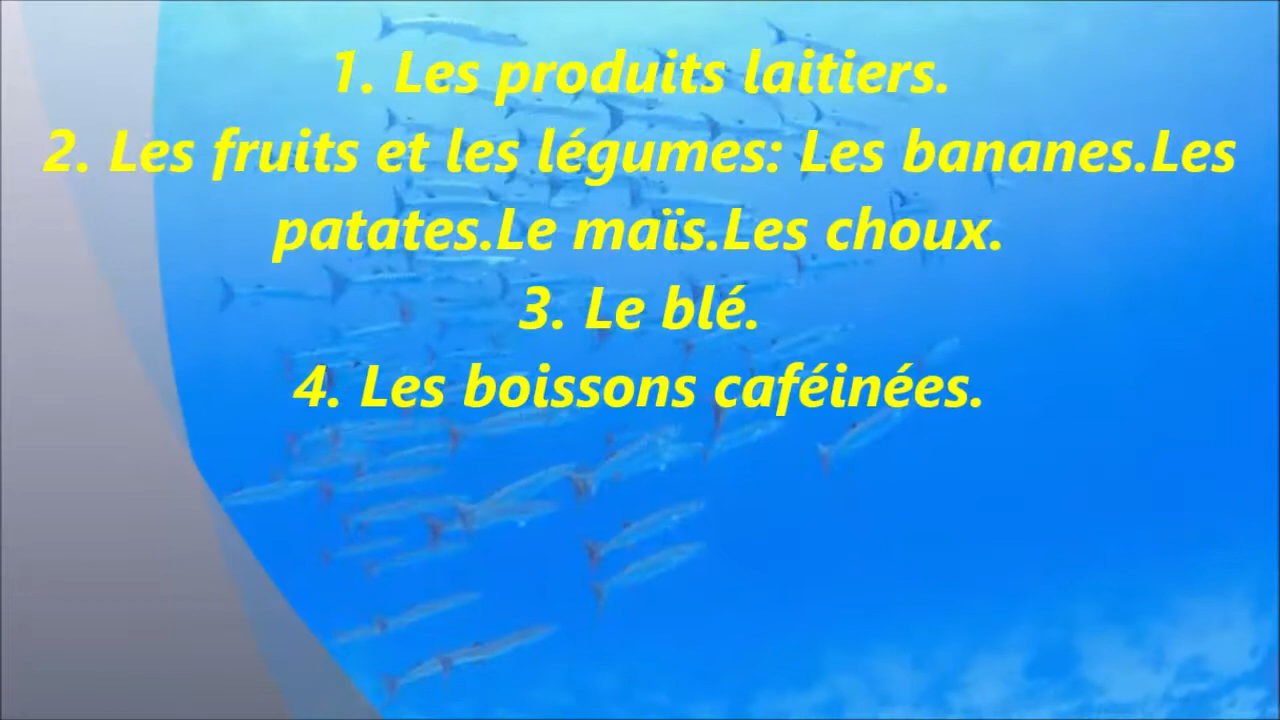 1. Les produits laitiers.
2. Les fruits et les légumes: Les bananes.Les
patates.Le maïs.Les choux.
3. Le blé.
4. Les boissons caféinées.